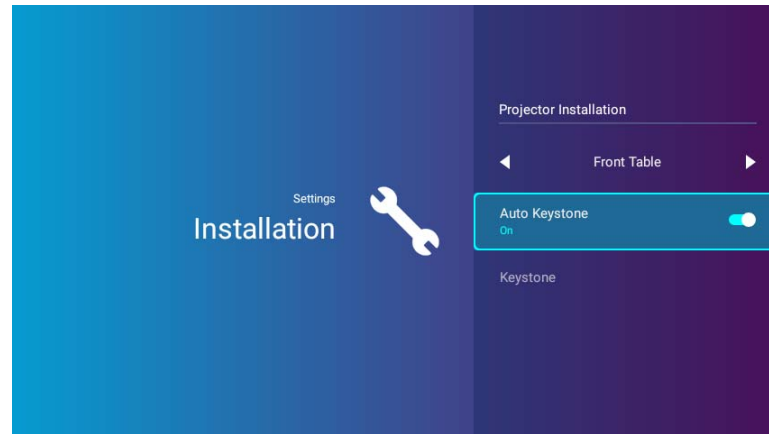 Settings
Installation
Projector Installation
Front Table
Auto Keystone
On
Keystone